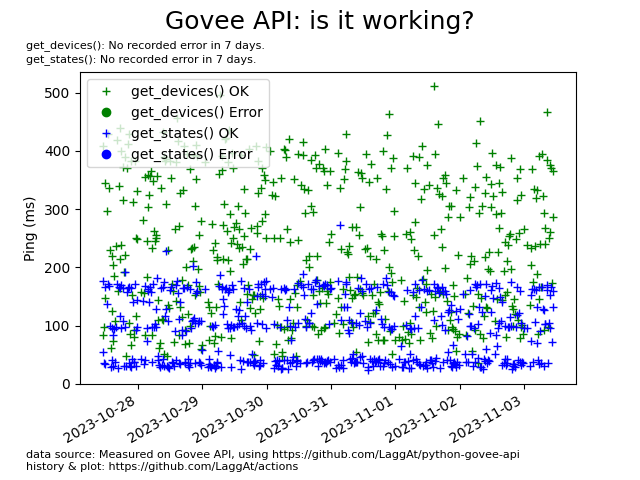 Govee API: is it working?
get_devices(): No recorded error in 7 days.
get_states(): No recorded error in 7 days.
get_devices() OK
get_devices() Error
get_states() OK
get_states() Error
Ping (ms)
500
400
300
200
100
0
2023-10-28
2023-10-29
2023-10-30
2023-10-31
2023-11-01
2023-11-02
2023-11-03
data source: Measured on Govee API, using https://github.com/LaggAt/python-govee-api
history & plot: https://github.com/LaggAt/actions